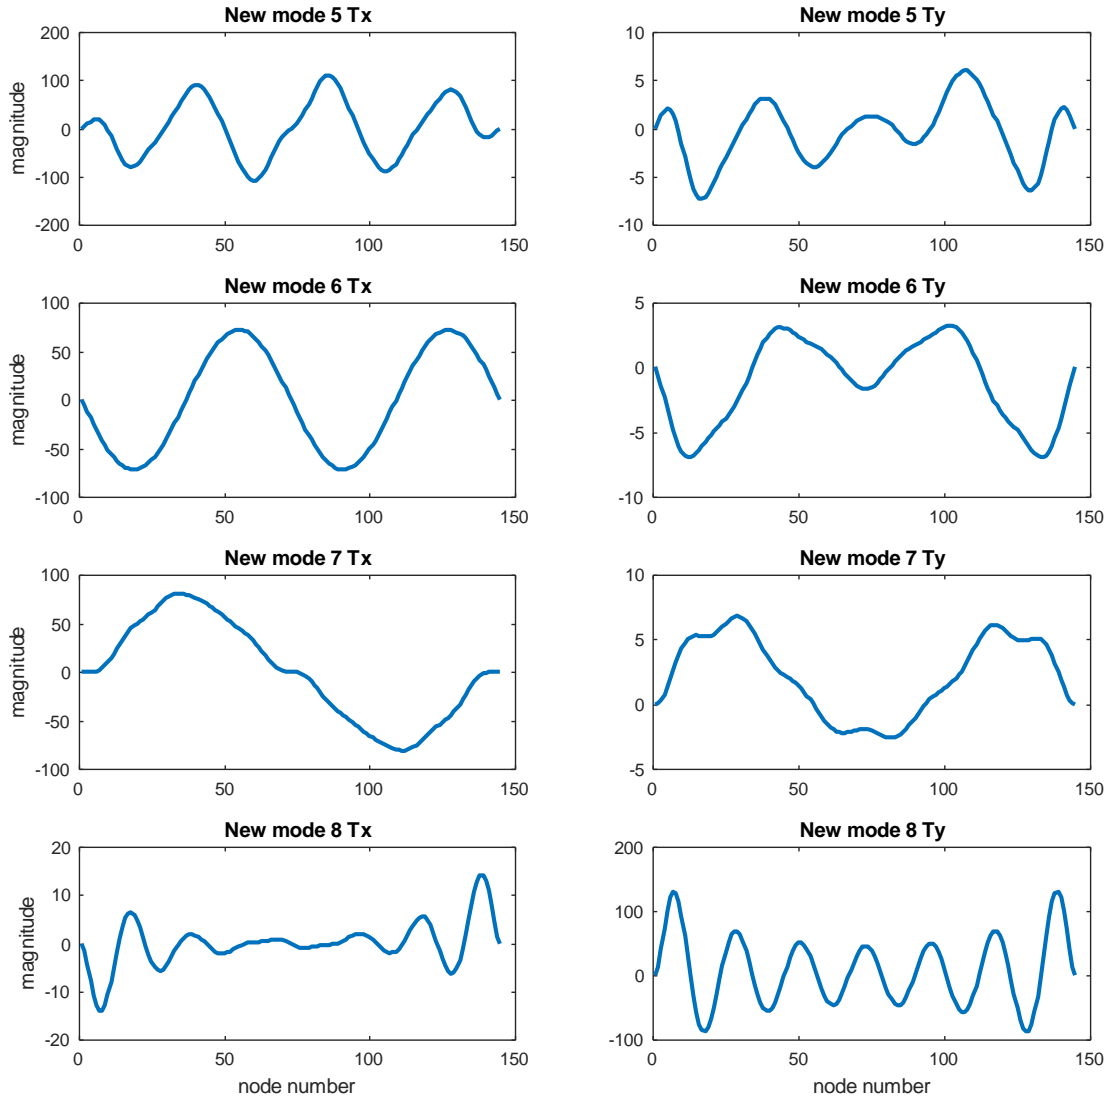 New mode 5 Tx
New mode 5 Ty
200
100
0
-100
-200
magnitude
0 50 100 150
10
5
0
-5
-10
0 50 100 150
New mode 6 Tx
New mode 6 Ty
100
50
0
-50
-100
magnitude
0 50 100 150
5
0
-5
-10
0 50 100 150
New mode 7 Tx
New mode 7 Ty
100
50
0
-50
-100
magnitude
0 50 100 150
10
5
0
-5
0 50 100 150
New mode 8 Tx
New mode 8 Ty
20
10
0
-10
-20
magnitude
0 50 100 150
node number
200
100
0
-100
0 50 100 150
node number